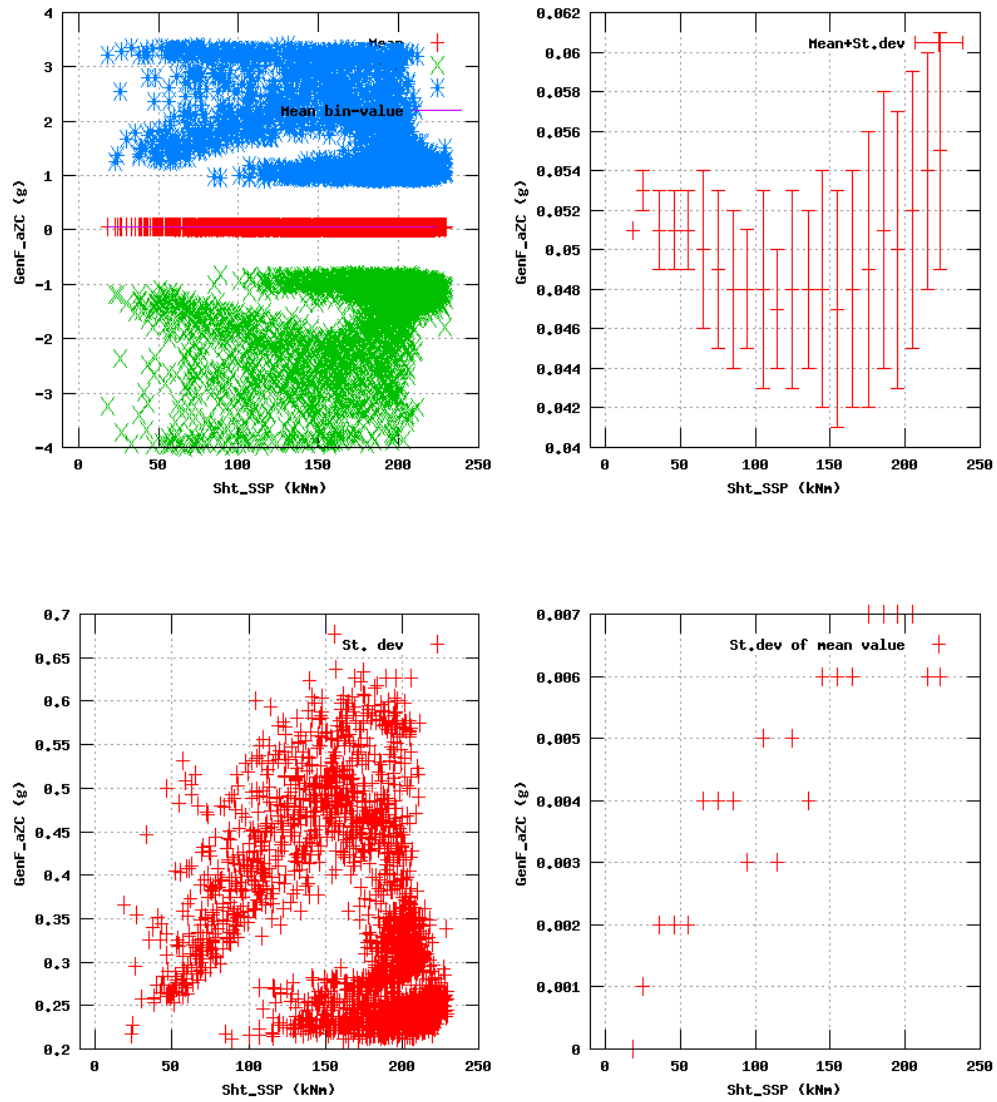 4
3
2
1
0
-1
-2
-3
-4
GenF_aZC (g)
Mean
Mean bin-value
0 50 100 150 200 250
Sht_SSP (kNm)
0.062
0.06
0.058
0.056
0.054
0.052
0.05
0.048
0.046
0.044
0.042
0.04
GenF_aZC (g)
Mean+St.dev
0 50 100 150 200 250
Sht_SSP (kNm)
0.7
0.65
0.6
0.55
0.5
0.45
0.4
0.35
0.3
0.25
0.2
GenF_aZC (g)
St. dev
0 50 100 150 200 250
Sht_SSP (kNm)
0.007
0.006
0.005
0.004
0.003
0.002
0.001
0
GenF_aZC (g)
St.dev of mean value
0 50 100 150 200 250
Sht_SSP (kNm)